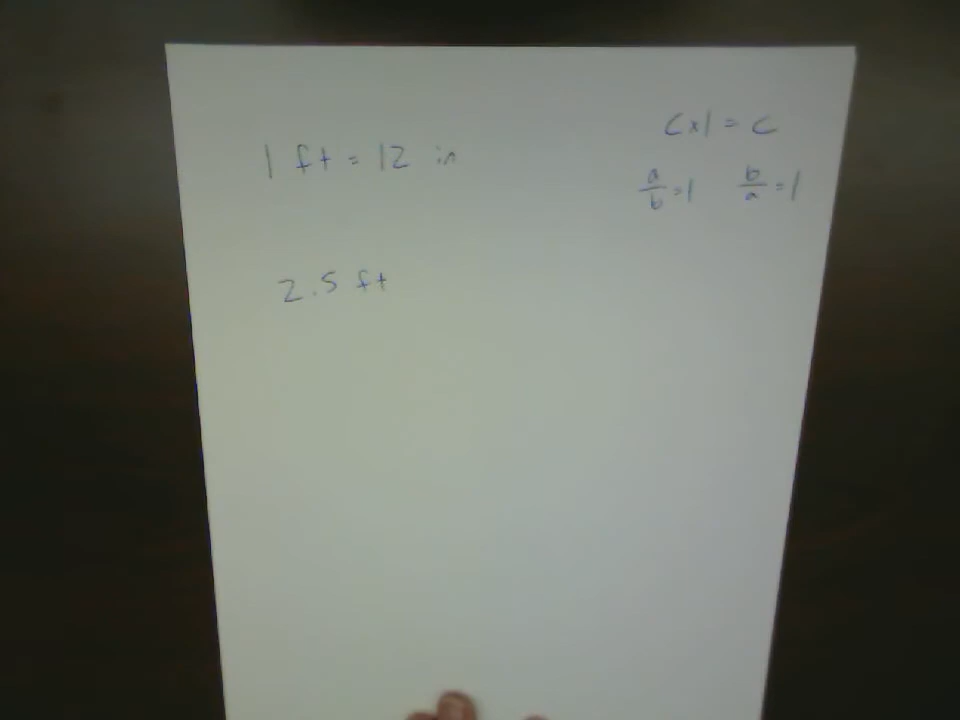 C×1 = C
1 ft = 12 in
a/b = 1 b/a = 1
2.5 ft